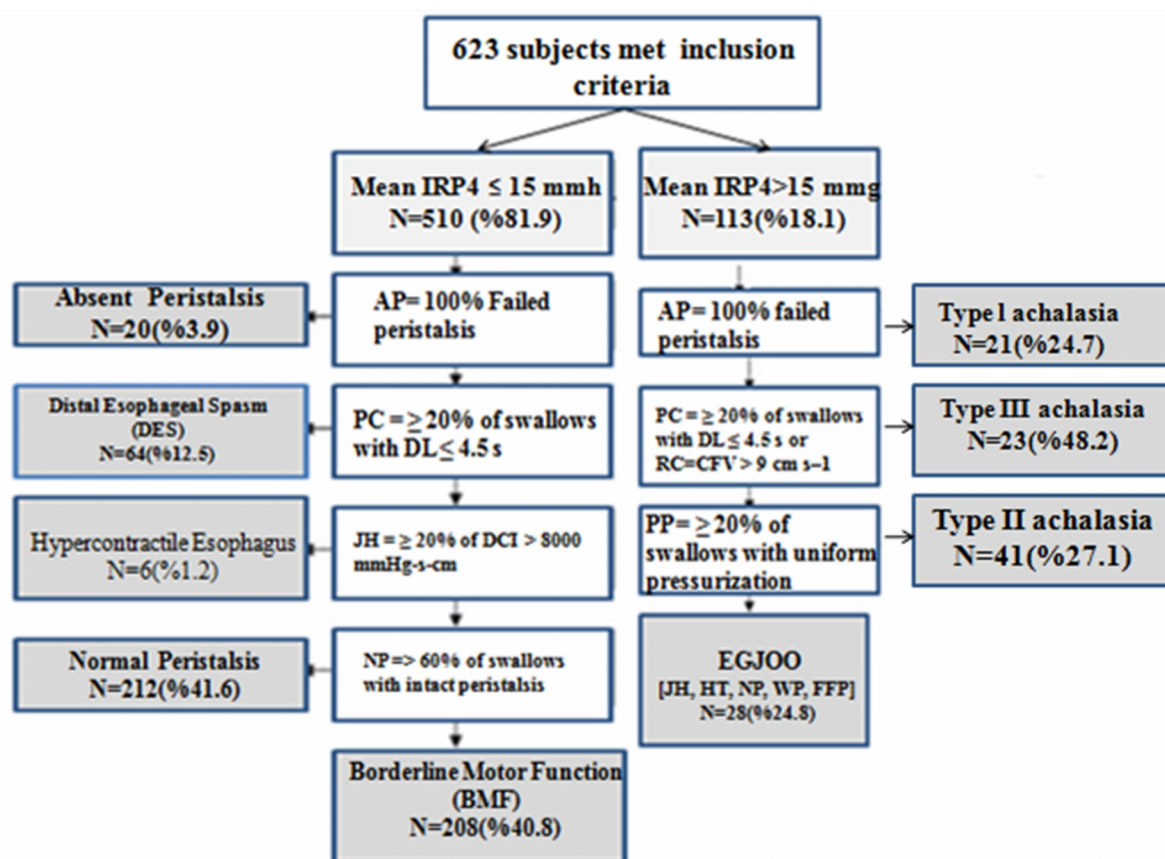 623 subjects met inclusion
criteria
Mean IRP4 ≤ 15 mmh
N=510 (%81.9)
Mean IRP4>15 mmg
N=113(%18.1)
Absent Peristalsis
N=20(%3.9)
AP= 100% Failed
peristalsis
AP= 100% failed
peristalsis
Type l achalasia
N=21(%24.7)
Distal Esophageal Spasm
(DES)
N=64(%12.5)
PC = ≥ 20% of swallows
with DL ≤ 4.5 s
PC = ≥ 20% of swallows
with DL ≤ 4.5 s or
RC=CFV > 9 cm s–1
Type III achalasia
N=23(%48.2)
Hypercontractile Esophagus
N=6(%1.2)
JH = ≥ 20% of DCI > 8000
mmHg-s-cm
PP= ≥ 20% of
swallows with uniform
pressurization
Type II achalasia
N=41(%27.1)
Normal Peristalsis
N=212(%41.6)
NP=> 60% of swallows
with intact peristalsis
EGJOO
[JH, HT, NP, WP, FFP]
N=28(%24.8)
Borderline Motor Function
(BMF)
N=208(%40.8)